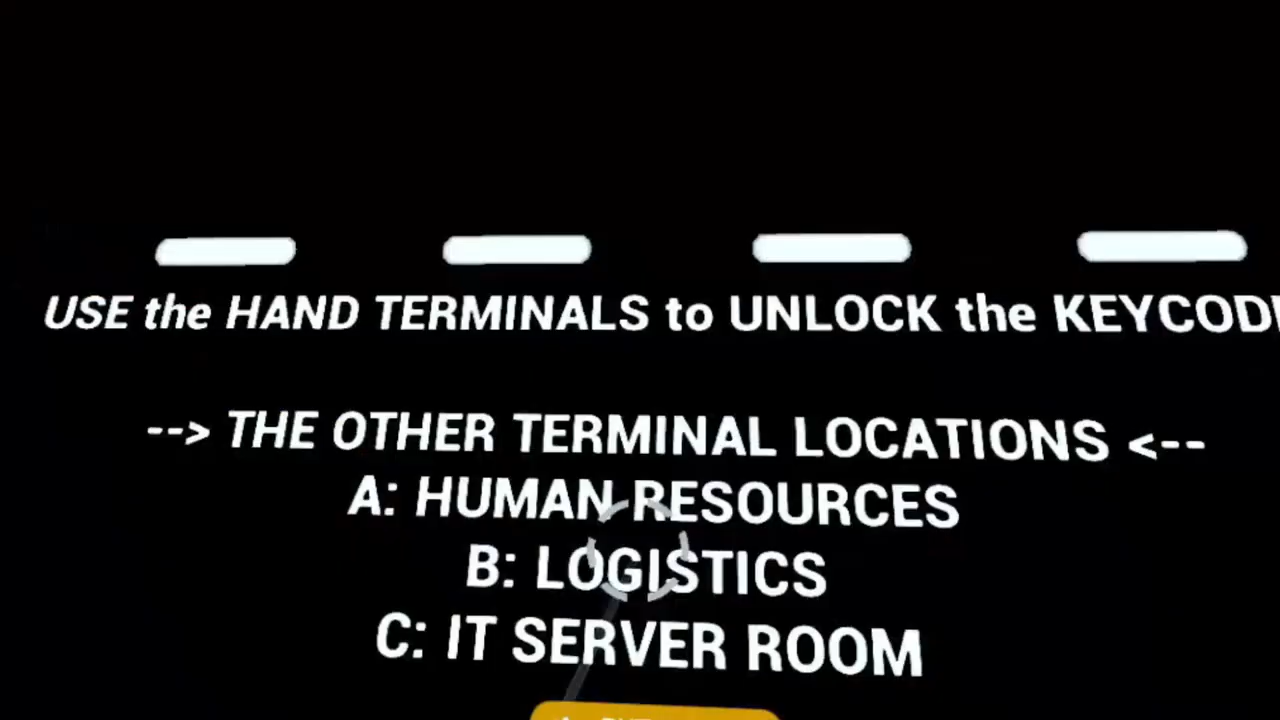 USE the HAND TERMINALS to UNLOCK the KEYCOD
--> THE OTHER TERMINAL LOCATIONS <--
A: HUMAN RESOURCES
B: LOGISTICS
C: IT SERVER ROOM